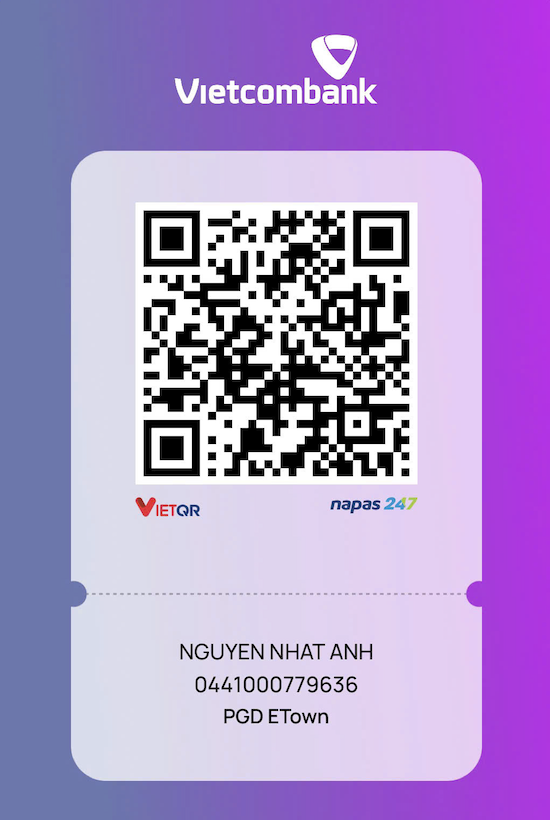 Vietcombank
VIETQR
napas 247
NGUYEN NHAT ANH
0441000779636
PGD ETown